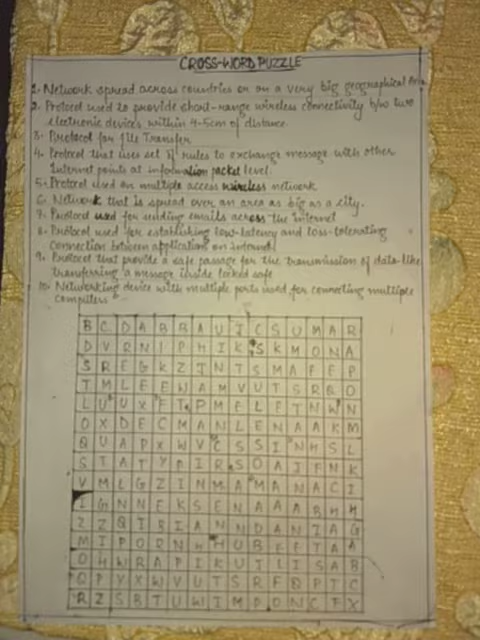 CROSS-WORD PUZZLE
1. Network spread across countries or on a very big geographical Area
2. Protocol used to provide short-range wireless connectivity b/w two
electronic devices within 4-5cm of distance
3. Protocol for file Transfer
4. Protocol that uses set of rules to exchange message with other
Internet points at information packet level.
5. Protocol used on multiple access wireless network
6. Network that is spread over an area as big as a city.
7. Protocol used for sending emails across the Internet
8. Protocol used for establishing low-latency and loss-tolerating
connection between application on internet
9. Protocol that provide a safe passage for the transmission of data like
transferring a message inside locked safe
10. Networking device with multiple ports used for connecting multiple
computers
B C D A B B A U I C S U M A R
D V R N I P H I K S K M O N A
S R E G K Z I N T S M A F E P
T M L E E W A M V U T S R Q O
L U U X F T P M E L E T N W N
O X D E C M A N L E N A A K M
Q U A P X W V C S S I N H S L
S T A T Y P I R S O A I F N K
V M L G Z I N M A M A N A C I
I G N N E K S E N A A A B H H
Z Z Q I B I A N N D A N I A G
M I P O R N H H U B F E T A A
O H W R A P I K U I L I S A B
Q P Y X W V U T S R F Q P T C
R Z S B T U W I M P O N C F X